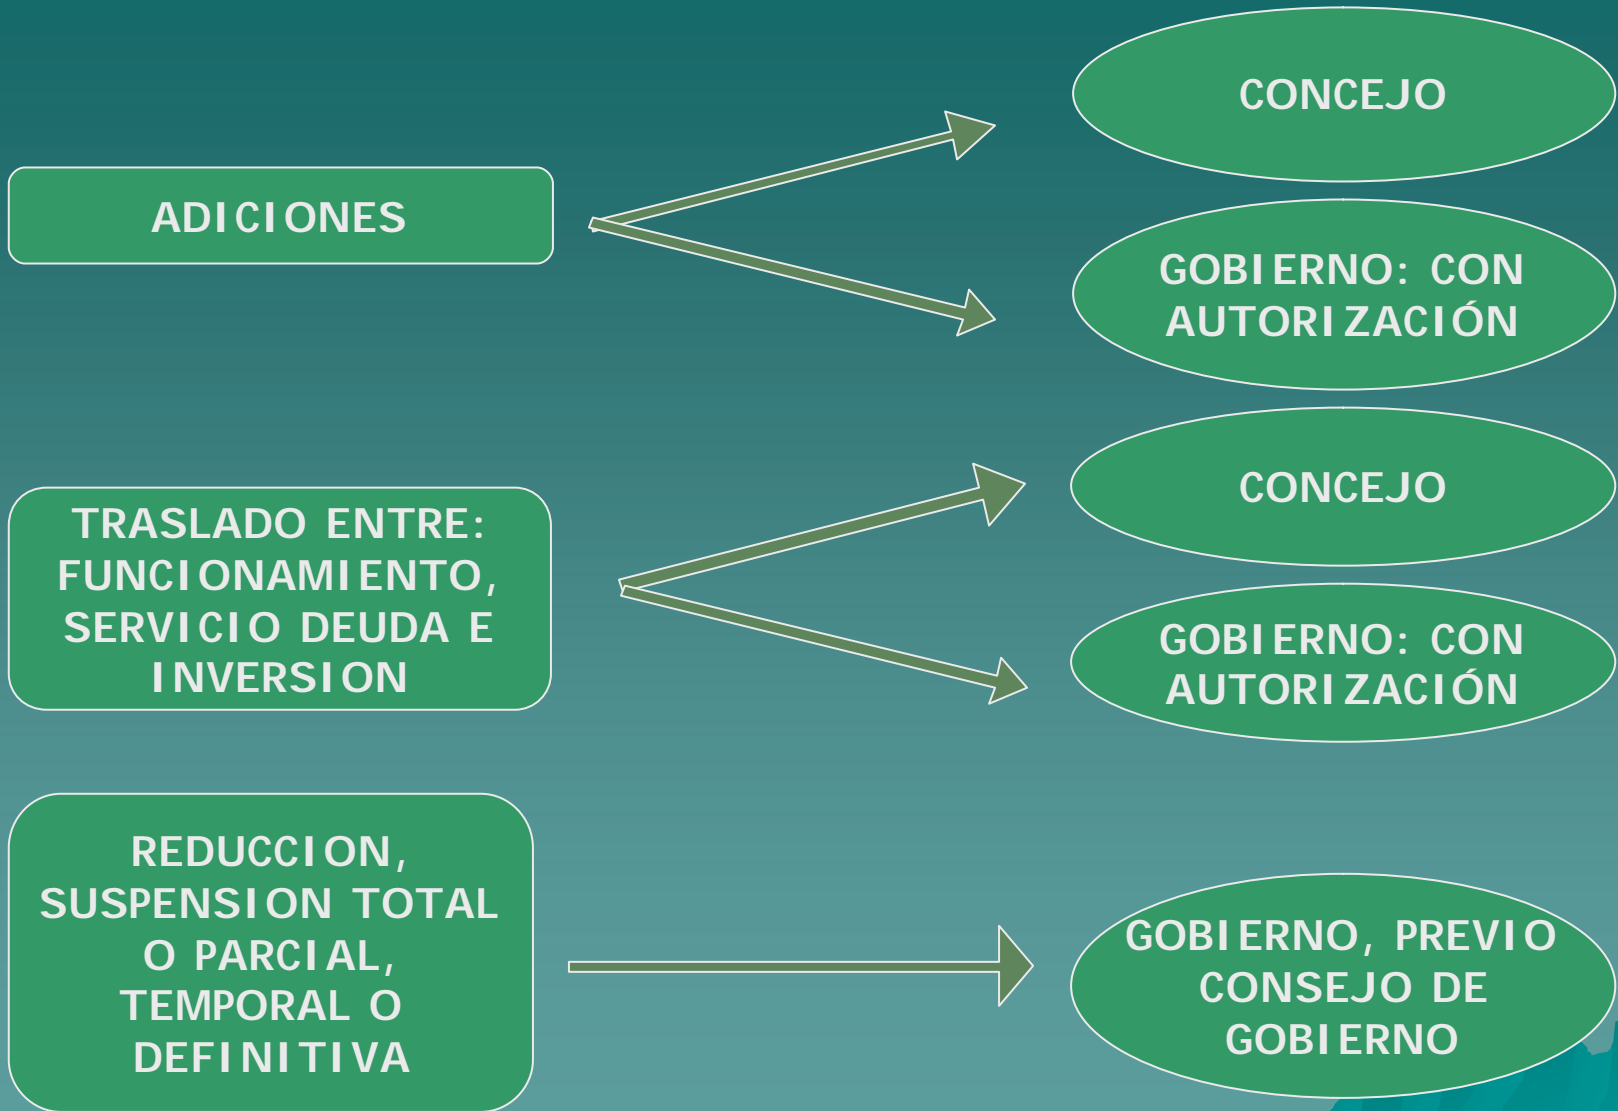 ADICIONES
CONCEJO
GOBIERNO: CON
AUTORIZACIÓN
TRASLADO ENTRE:
FUNCIONAMIENTO,
SERVICIO DEUDA E
INVERSION
CONCEJO
GOBIERNO: CON
AUTORIZACIÓN
REDUCCION,
SUSPENSION TOTAL
O PARCIAL,
TEMPORAL O
DEFINITIVA
GOBIERNO, PREVIO
CONSEJO DE
GOBIERNO